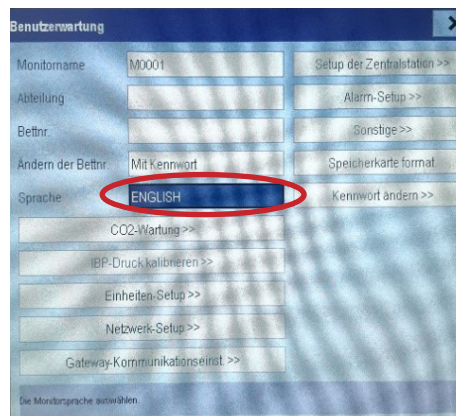 Benutzerwartung
Monitorname M0001 Setup der Zentralstation >>
Abteilung Alarm-Setup >>
Bettnr. Sonstige >>
Ändern der Bettnr. Mit Kennwort Speicherkarte format.
Sprache ENGLISH Kennwort ändern >>
CO2-Wartung >>
IBP-Druck kalibrieren >>
Einheiten-Setup >>
Netzwerk-Setup >>
Gateway-Kommunikationseinst. >>
Die Monitorsprache auswählen.